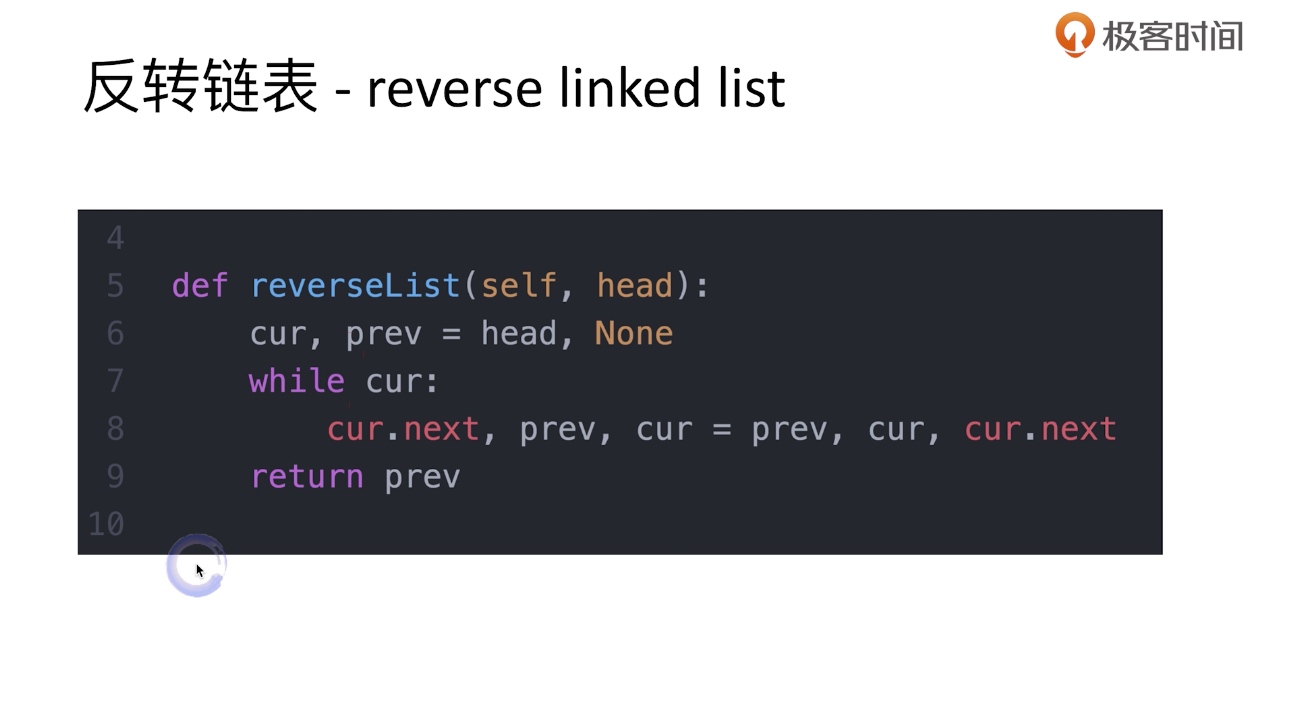 极客时间
反转链表 - reverse linked list
4
5 def reverseList(self, head):
6 cur, prev = head, None
7 while cur:
8 cur.next, prev, cur = prev, cur, cur.next
9 return prev
10